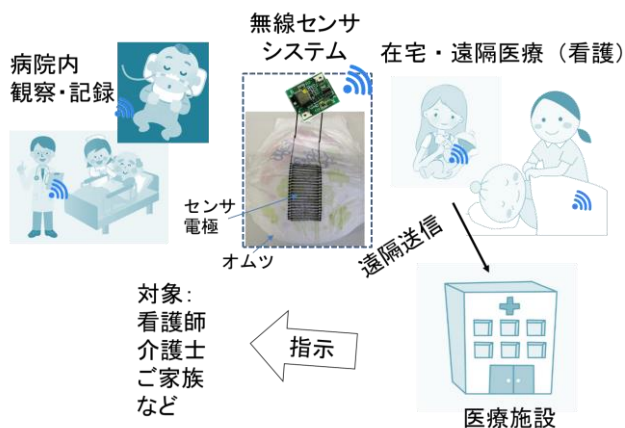 無線センサ
システム
病院内
観察・記録
在宅・遠隔医療（看護）
センサ
電極
オムツ
遠隔送信
対象：
看護師
介護士
ご家族
など
指示
医療施設